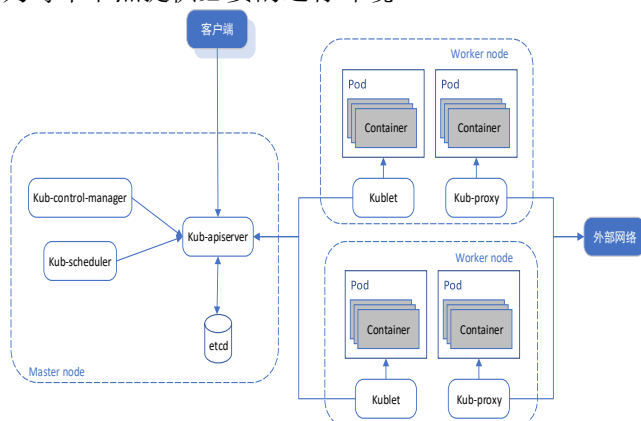 客户端
Worker node
Pod
Pod
Container
Container
Kublet
Kub-proxy
Kub-control-manager
Kub-scheduler
Kub-apiserver
etcd
Master node
外部网络
Worker node
Pod
Pod
Container
Container
Kublet
Kub-proxy